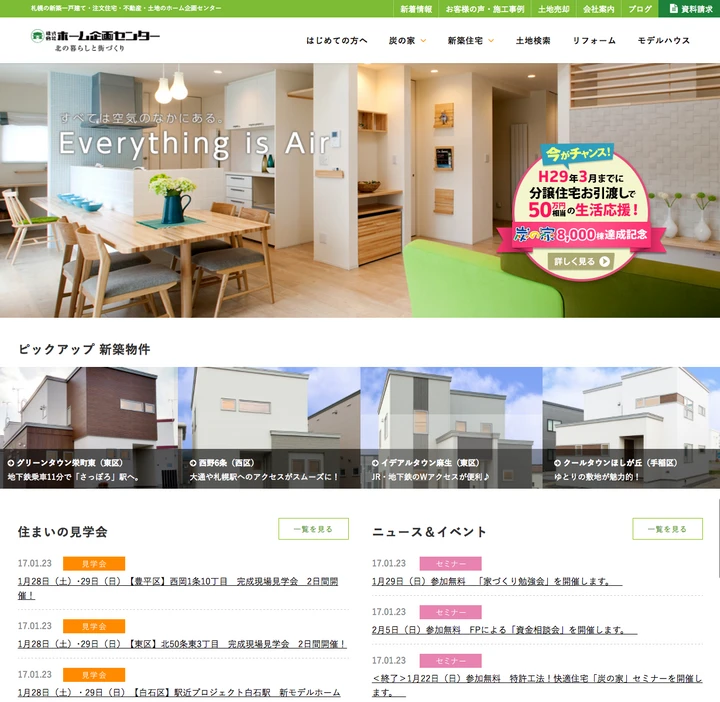 札幌の新築一戸建て・注文住宅・不動産・土地のホーム企画センター
新着情報
お客様の声・施工事例
土地売却
会社案内
ブログ
資料請求
株式会社 ホーム企画センター
北の暮らしと街づくり
はじめての方へ
炭の家
新築住宅
土地検索
リフォーム
モデルハウス
すべては空気のなかにある。
Everything is Air
今がチャンス！
H29年3月までに
分譲住宅お引渡しで
50万円相当の生活応援！
炭の家 8,000棟達成記念
詳しく見る
ピックアップ 新築物件
グリーンタウン栄町東（東区）
地下鉄乗車11分で「さっぽろ」駅へ。
西野6条（西区）
大通や札幌駅へのアクセスがスムーズに！
イデアルタウン麻生（東区）
JR・地下鉄のWアクセスが便利♪
クールタウンほしが丘（手稲区）
ゆとりの敷地が魅力的！
住まいの見学会
一覧を見る
17.01.23 見学会
1月28日（土）・29日（日）【豊平区】西岡1条10丁目　完成現場見学会　2日間開
催！
17.01.23 見学会
1月28日（土）・29日（日）【東区】北50条東3丁目　完成現場見学会　2日間開催！
17.01.23 見学会
1月28日（土）・29日（日）【白石区】駅近プロジェクト白石駅　新モデルホーム
ニュース＆イベント
一覧を見る
17.01.23 セミナー
1月29日（日）参加無料　「家づくり勉強会」を開催します。
17.01.23 セミナー
2月5日（日）参加無料　FPによる「資金相談会」を開催します。
17.01.23 セミナー
＜終了＞1月22日（日）参加無料　特許工法！快適住宅「炭の家」セミナーを開催し
ます。